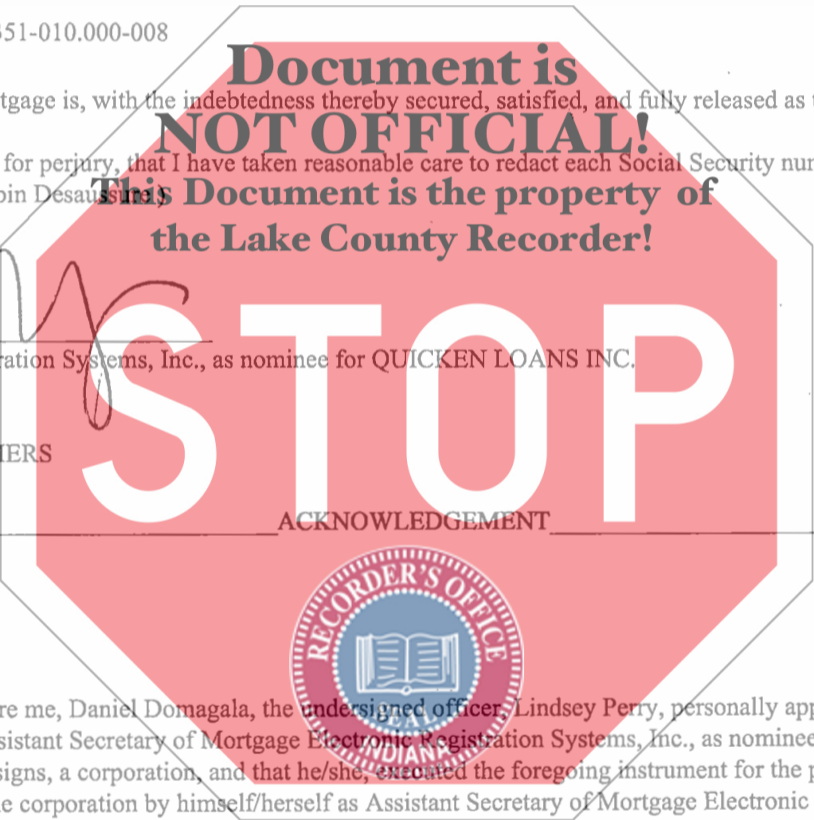 551-010.000-008
Document is
tgage is, with the indebtedness thereby secured, satisfied, and fully released as
NOT OFFICIAL!
for perjury, that I have taken reasonable care to redact each Social Security
bin Desaussure)
This Document is the property of
the Lake County Recorder!
STOP
ration Systems, Inc., as nominee for QUICKEN LOANS INC.
IERS
ACKNOWLEDGEMENT
RECORDER'S OFFICE
re me, Daniel Domagala, the undersigned officer, Lindsey Perry, personally app
SEAL
sistant Secretary of Mortgage Electronic Registration Systems, Inc., as nominee
INDIANA
signs, a corporation, and that he/she, executed the foregoing instrument for the p
e corporation by himself/herself as Assistant Secretary of Mortgage Electronic